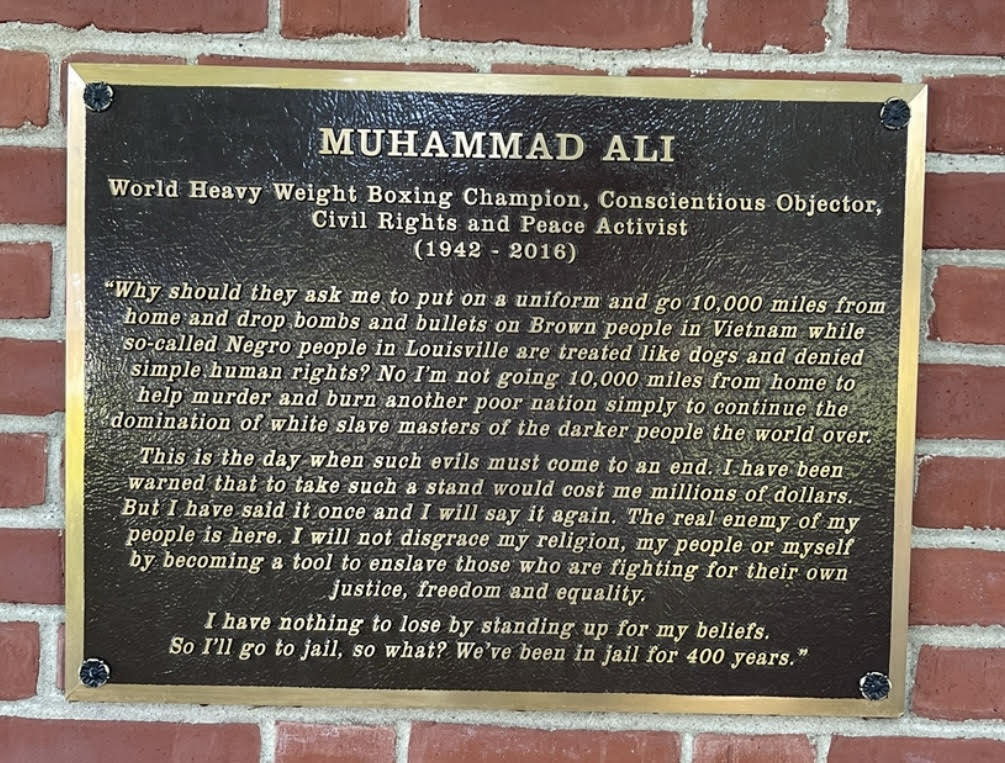 MUHAMMAD ALI
World Heavy Weight Boxing Champion, Conscientious Objector,
Civil Rights and Peace Activist
(1942 - 2016)
"Why should they ask me to put on a uniform and go 10,000 miles from
home and drop bombs and bullets on Brown people in Vietnam while
so-called Negro people in Louisville are treated like dogs and denied
simple human rights? No I'm not going 10,000 miles from home to
help murder and burn another poor nation simply to continue the
domination of white slave masters of the darker people the world over.
This is the day when such evils must come to an end. I have been
warned that to take such a stand would cost me millions of dollars.
But I have said it once and I will say it again. The real enemy of my
people is here. I will not disgrace my religion, my people or myself
by becoming a tool to enslave those who are fighting for their own
justice, freedom and equality.
I have nothing to lose by standing up for my beliefs.
So I'll go to jail, so what? We've been in jail for 400 years."